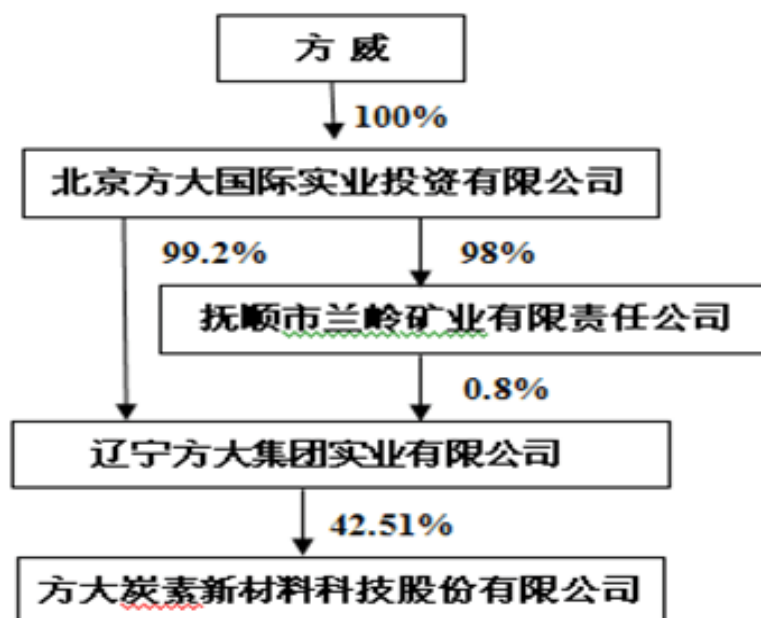 方威
100%
北京方大国际实业投资有限公司
99.2%
98%
抚顺市兰岭矿业有限责任公司
0.8%
辽宁方大集团实业有限公司
42.51%
方大炭素新材料科技股份有限公司